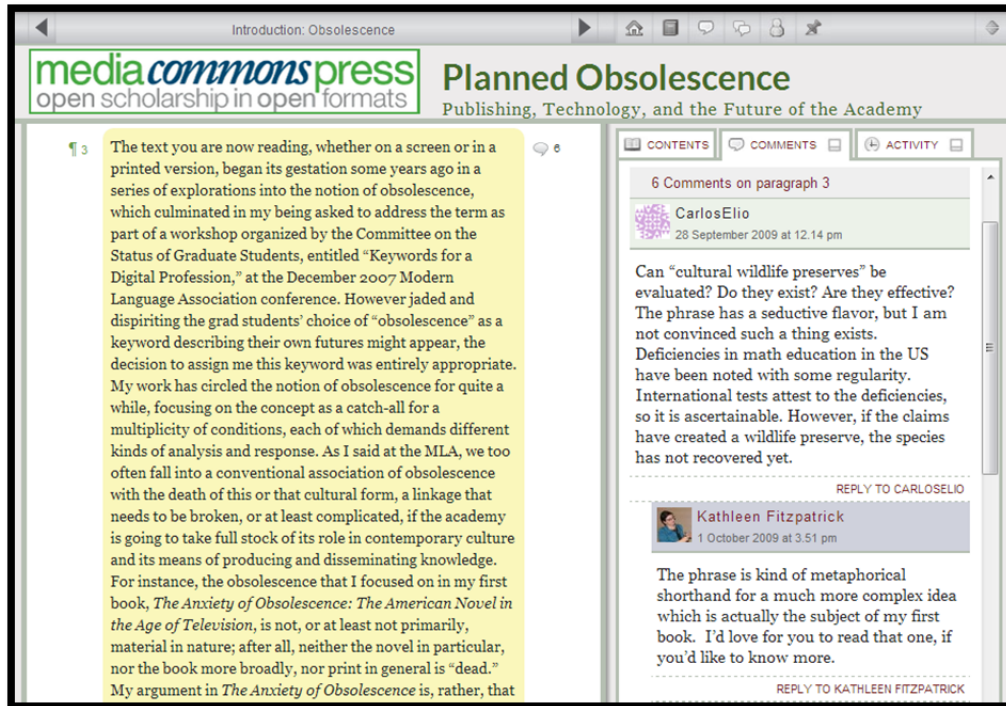 Introduction: Obsolescence
mediacommonspress
open scholarship in open formats
Planned Obsolescence
Publishing, Technology, and the Future of the Academy
¶ 3
The text you are now reading, whether on a screen or in a
printed version, began its gestation some years ago in a
series of explorations into the notion of obsolescence,
which culminated in my being asked to address the term as
part of a workshop organized by the Committee on the
Status of Graduate Students, entitled “Keywords for a
Digital Profession,” at the December 2007 Modern
Language Association conference. However jaded and
dispiriting the grad students’ choice of “obsolescence” as a
keyword describing their own futures might appear, the
decision to assign me this keyword was entirely appropriate.
My work has circled the notion of obsolescence for quite a
while, focusing on the concept as a catch-all for a
multiplicity of conditions, each of which demands different
kinds of analysis and response. As I said at the MLA, we too
often fall into a conventional association of obsolescence
with the death of this or that cultural form, a linkage that
needs to be broken, or at least complicated, if the academy
is going to take full stock of its role in contemporary culture
and its means of producing and disseminating knowledge.
For instance, the obsolescence that I focused on in my first
book, The Anxiety of Obsolescence: The American Novel in
the Age of Television, is not, or at least not primarily,
material in nature; after all, neither the novel in particular,
nor the book more broadly, nor print in general is “dead.”
My argument in The Anxiety of Obsolescence is, rather, that
6
CONTENTS
COMMENTS
ACTIVITY
6 Comments on paragraph 3
CarlosElio
28 September 2009 at 12.14 pm
Can “cultural wildlife preserves” be
evaluated? Do they exist? Are they effective?
The phrase has a seductive flavor, but I am
not convinced such a thing exists.
Deficiencies in math education in the US
have been noted with some regularity.
International tests attest to the deficiencies,
so it is ascertainable. However, if the claims
have created a wildlife preserve, the species
has not recovered yet.
REPLY TO CARLOSELIO
Kathleen Fitzpatrick
1 October 2009 at 3.51 pm
The phrase is kind of metaphorical
shorthand for a much more complex idea
which is actually the subject of my first
book. I’d love for you to read that one, if
you’d like to know more.
REPLY TO KATHLEEN FITZPATRICK